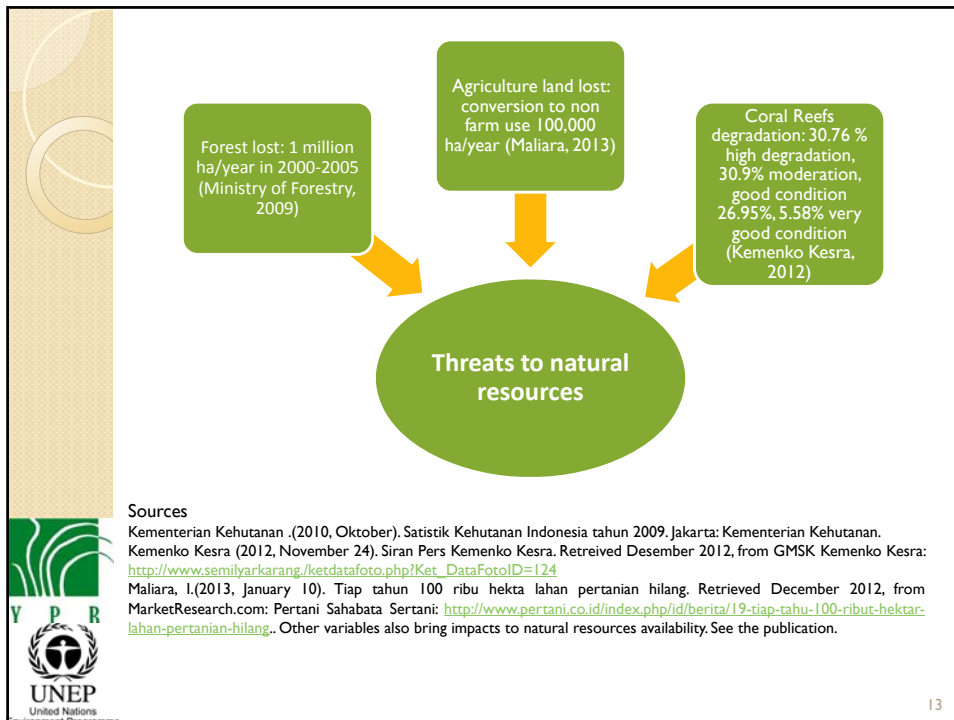 Forest lost: 1 million
ha/year in 2000-2005
(Ministry of Forestry,
2009)
Agriculture land lost:
conversion to non
farm use 100,000
ha/year (Maliara, 2013)
Coral Reefs
degradation: 30.76 %
high degradation,
30.9% moderation,
good condition
26.95%, 5.58% very
good condition
(Kemenko Kesra,
2012)
Threats to natural
resources
Sources
Kementerian Kehutanan .(2010, Oktober). Satistik Kehutanan Indonesia tahun 2009. Jakarta: Kementerian Kehutanan.
Kemenko Kesra (2012, November 24). Siran Pers Kemenko Kesra. Retreived Desember 2012, from GMSK Kemenko Kesra:
http://www.semilyarkarang./ketdatafoto.php?Ket_DataFotoID=124
Maliara, I.(2013, January 10). Tiap tahun 100 ribu hekta lahan pertanian hilang. Retrieved December 2012, from
MarketResearch.com: Pertani Sahabata Sertani: http://www.pertani.co.id/index.php/id/berita/19-tiap-tahu-100-ribut-hektar-
lahan-pertanian-hilang.. Other variables also bring impacts to natural resources availability. See the publication.
Y P R
UNEP
United Nations
Environment Programme
13